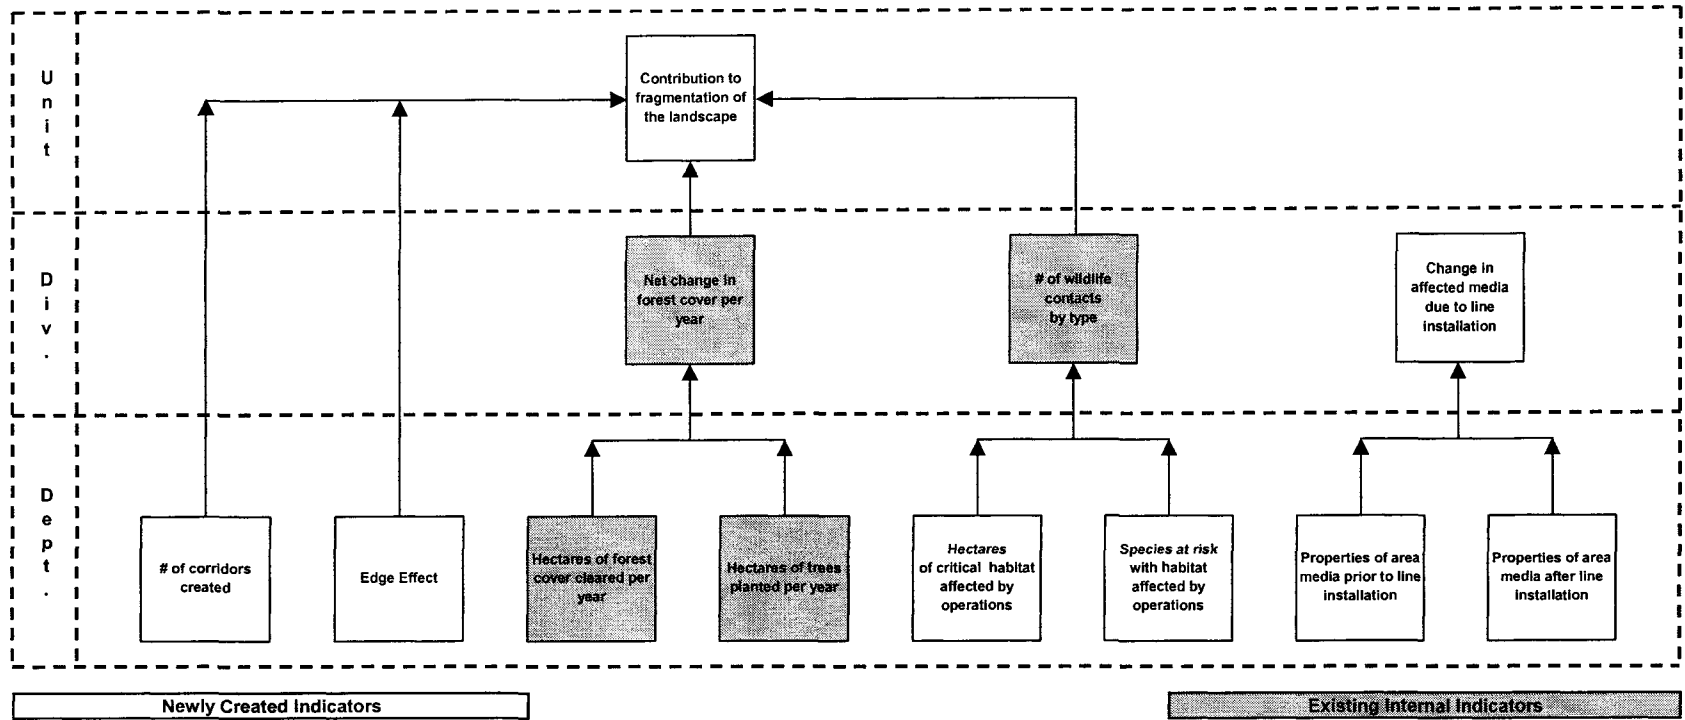 Unit
Contribution to
fragmentation of
the landscape
Div.
Net change in
forest cover per
year
# of wildlife
contacts
by type
Change in
affected media
due to line
installation
Dept.
# of corridors
created
Edge Effect
Hectares of forest
cover cleared per
year
Hectares of trees
planted per year
Hectares
of critical habitat
affected by
operations
Species at risk
with habitat
affected by
operations
Properties of area
media prior to line
installation
Properties of area
media after line
installation
Newly Created Indicators
Existing Internal Indicators